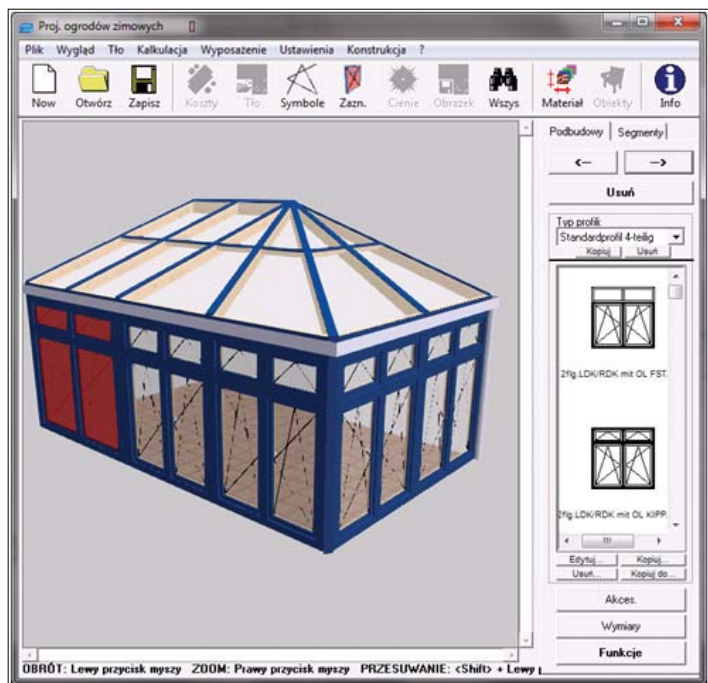 Proj. ogrodów zimowych
Plik Wygląd Tło Kalkulacja Wyposażenie Ustawienia Konstrukcja ?
Now Otwórz Zapisz Koszty Tło Symbole Zazn. Cienie Obrazek Wszys Materiał Obiekty Info
Podbudowy Segmenty
<-- -->
Usuń
Typ profili:
Standardprofil 4-teilig
Kopiuj Usuń
2flg.LDK/RDK mit OL FST.
2flg.LDK/RDK mit OL KIPP.
Edytuj... Kopiuj...
Usuń... Kopiuj do...
Akces.
Wymiary
Funkcje
OBRÓT: Lewy przycisk myszy ZOOM: Prawy przycisk myszy PRZESUWANIE: <Shift> + Lewy